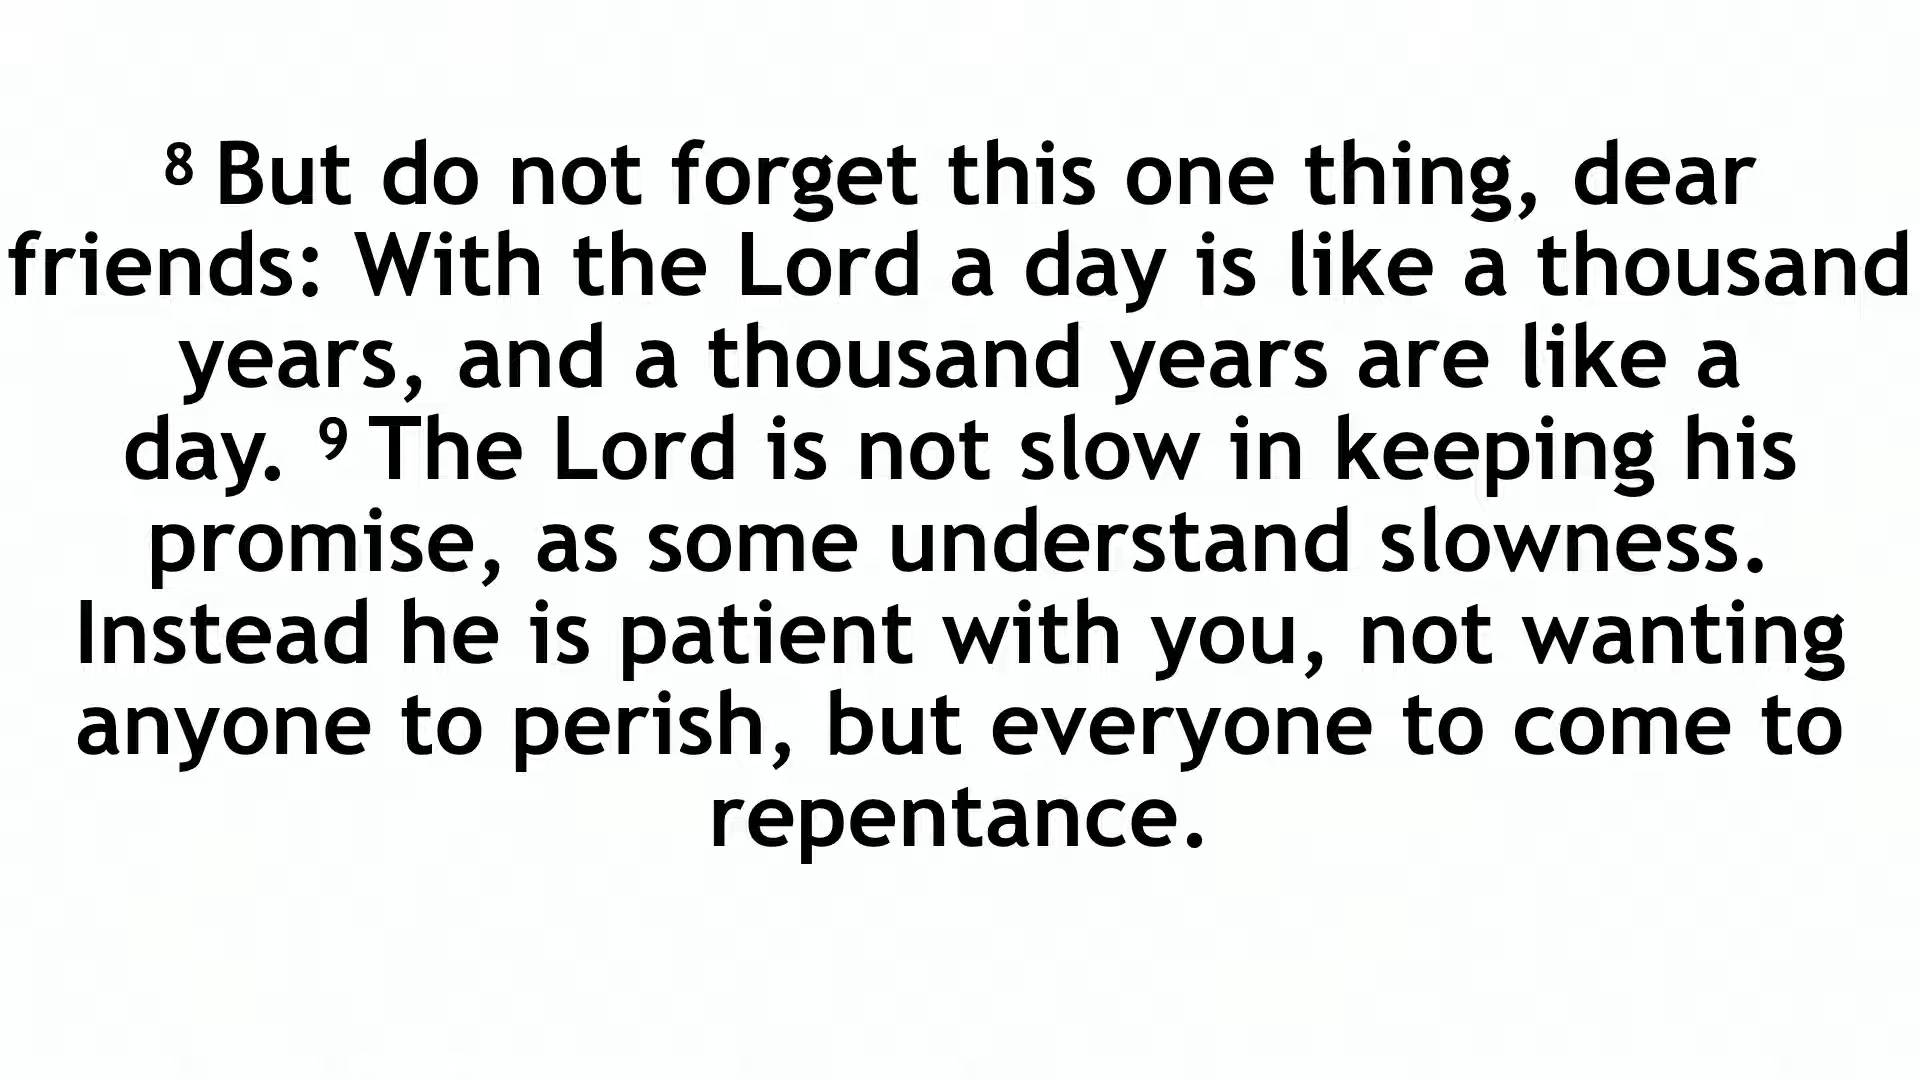 ⁸ But do not forget this one thing, dear
friends: With the Lord a day is like a thousand
years, and a thousand years are like a
day. ⁹ The Lord is not slow in keeping his
promise, as some understand slowness.
Instead he is patient with you, not wanting
anyone to perish, but everyone to come to
repentance.